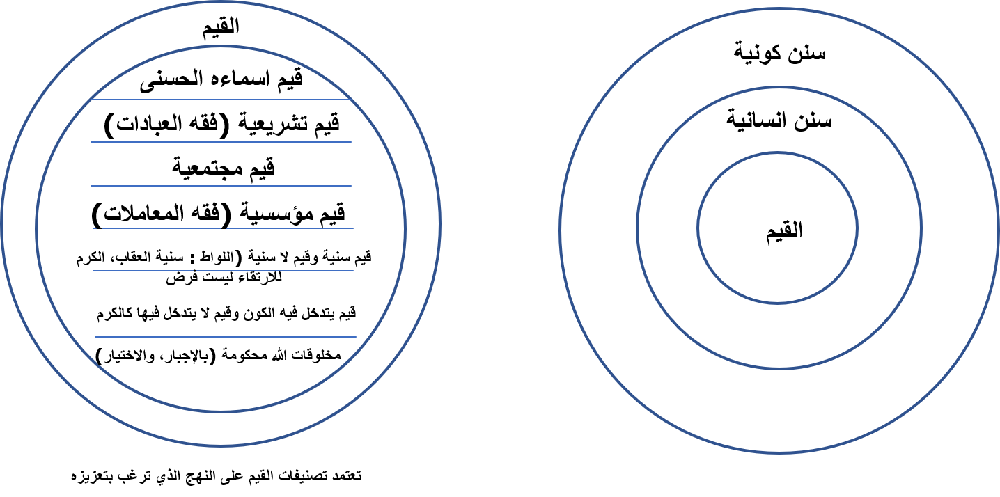 سنن كونية
سنن انسانية
القيم
القيم
قيم اسماءه الحسنى
قيم تشريعية (فقه العبادات)
قيم مجتمعية
قيم مؤسسية (فقه المعاملات)
قيم سنية وقيم لا سنية (اللواط : سنية العقاب، الكرم
للارتقاء ليست فرض
قيم يتدخل فيه الكون وقيم لا يتدخل فيها كالكرم
مخلوقات الله محكومة (بالإجبار، والاختيار)
تعتمد تصنيفات القيم على النهج الذي ترغب بتعزيزه